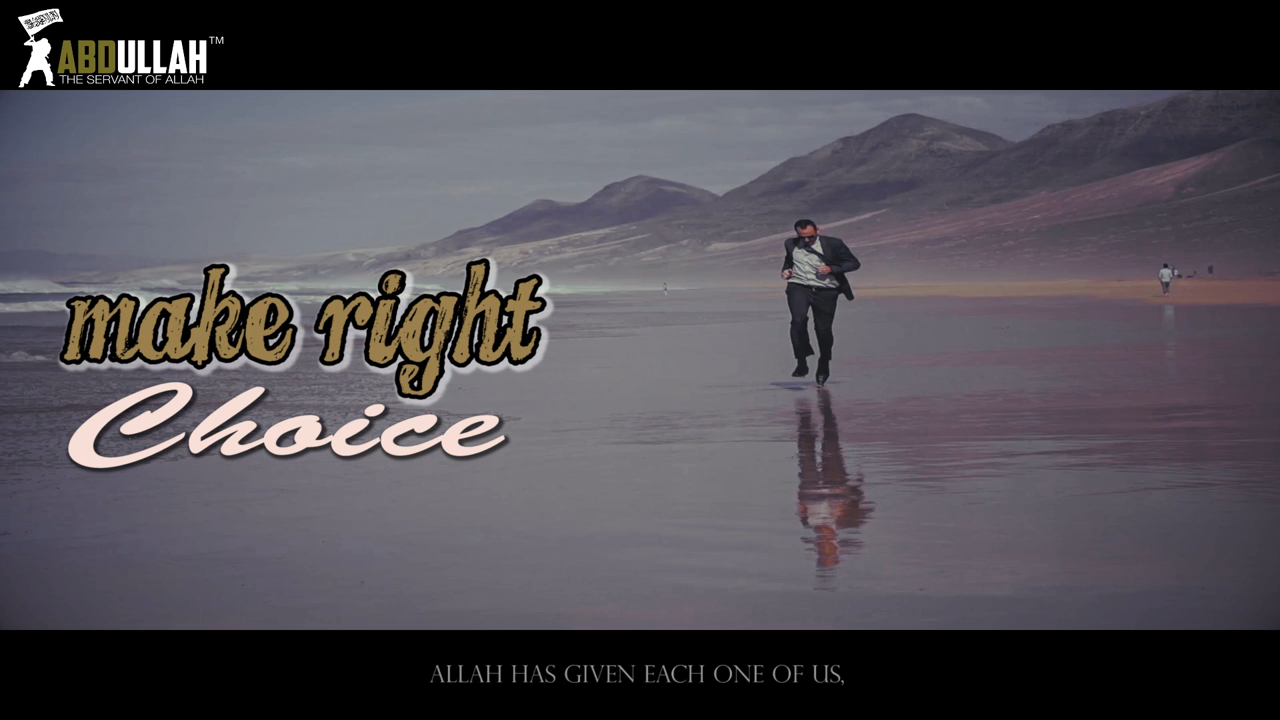 ABDULLAH™
THE SERVANT OF ALLAH
make right
Choice
ALLAH HAS GIVEN EACH ONE OF US,